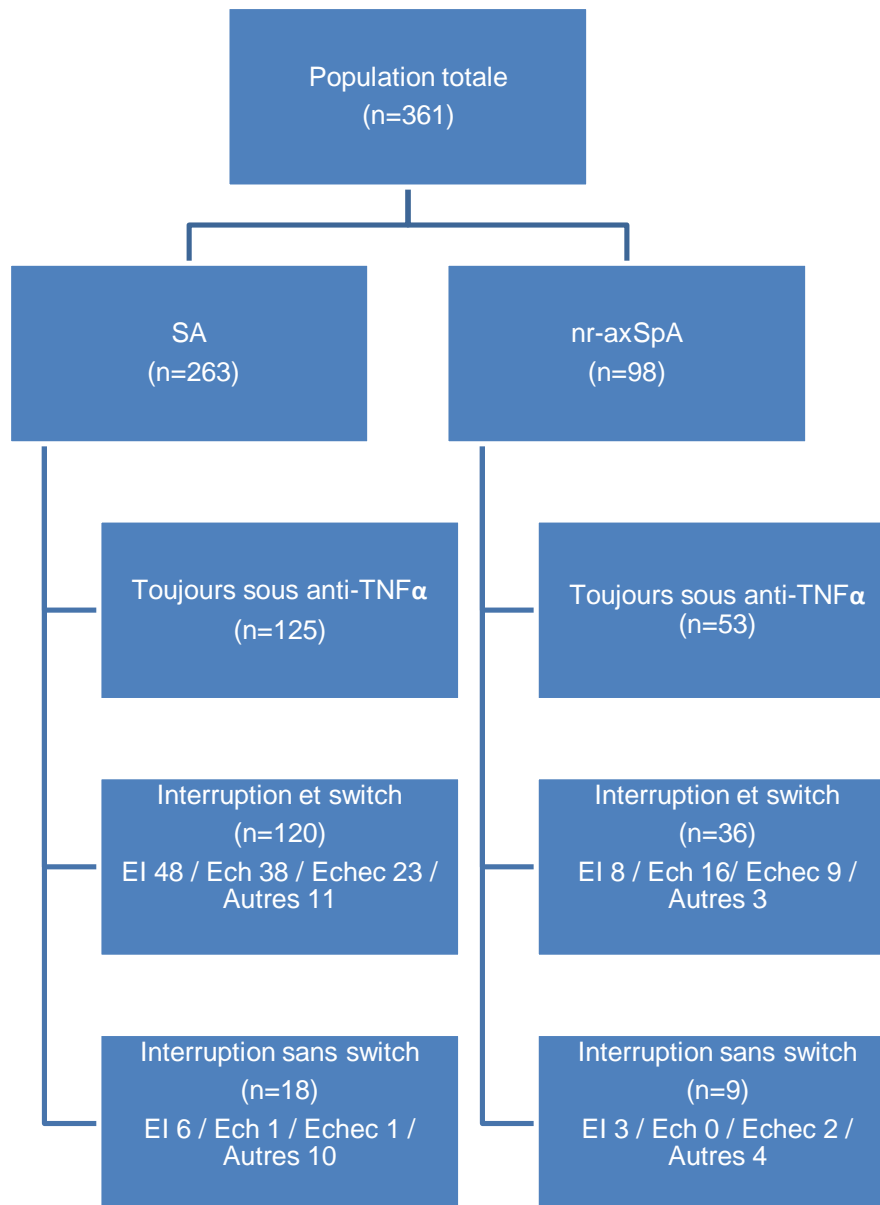 Population totale
(n=361)
SA
(n=263)
nr-axSpA
(n=98)
Toujours sous anti-TNFα
(n=125)
Toujours sous anti-TNFα
(n=53)
Interruption et switch
(n=120)
EI 48 / Ech 38 / Echec 23 /
Autres 11
Interruption et switch
(n=36)
EI 8 / Ech 16/ Echec 9 /
Autres 3
Interruption sans switch
(n=18)
EI 6 / Ech 1 / Echec 1 /
Autres 10
Interruption sans switch
(n=9)
EI 3 / Ech 0 / Echec 2 /
Autres 4